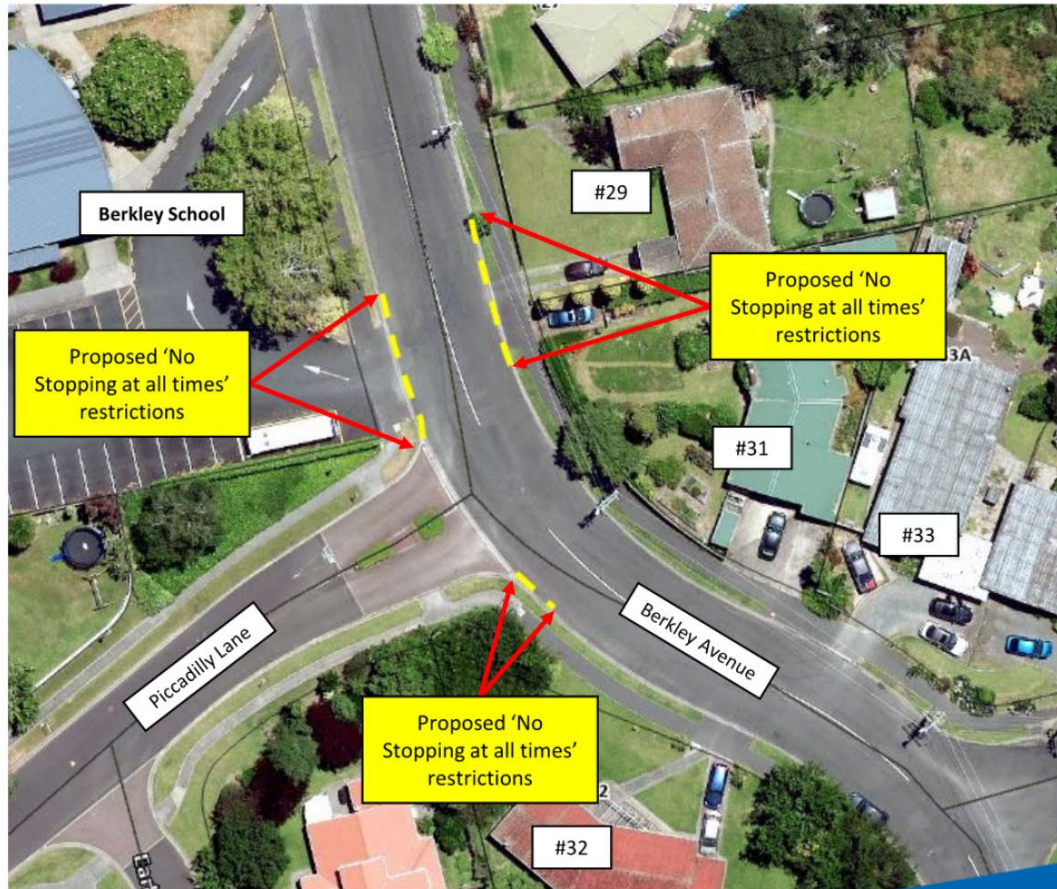 #29
Berkley School
Proposed ‘No
Stopping at all times’
restrictions
Proposed ‘No
Stopping at all times’
restrictions
3A
#31
#33
Piccadilly Lane
Berkley Avenue
Proposed ‘No
Stopping at all times’
restrictions
#32